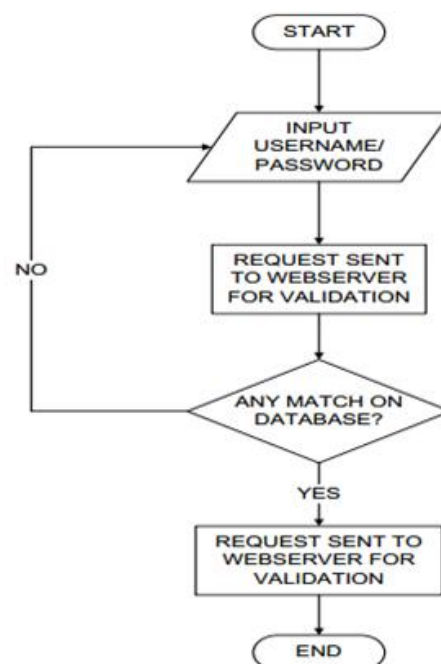 START
INPUT
USERNAME/
PASSWORD
REQUEST SENT
TO WEBSERVER
FOR VALIDATION
NO
ANY MATCH ON
DATABASE?
YES
REQUEST SENT TO
WEBSERVER FOR
VALIDATION
END